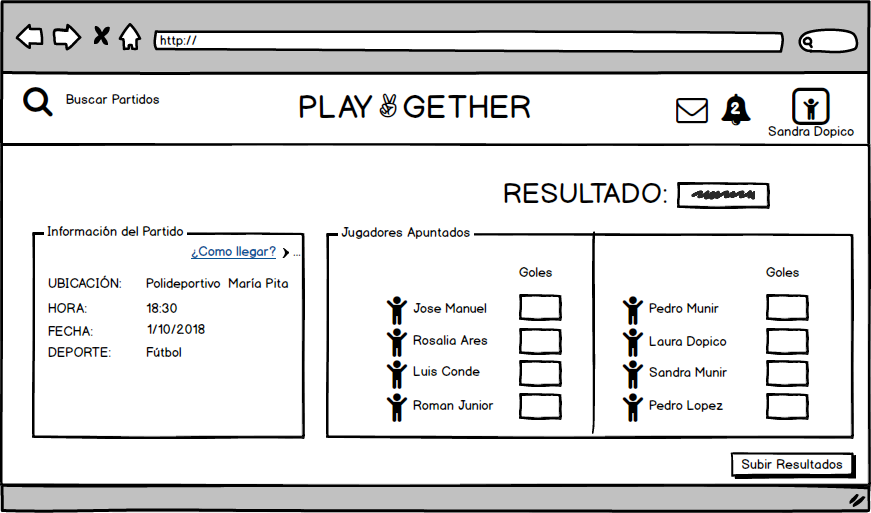 http://
Buscar Partidos
PLAY GETHER
2
Sandra Dopico
RESULTADO:
Información del Partido
¿Como llegar? ...
UBICACIÓN: Polideportivo María Pita
HORA: 18:30
FECHA: 1/10/2018
DEPORTE: Fútbol
Jugadores Apuntados
Goles Goles
Jose Manuel Pedro Munir
Rosalia Ares Laura Dopico
Luis Conde Sandra Munir
Roman Junior Pedro Lopez
Subir Resultados